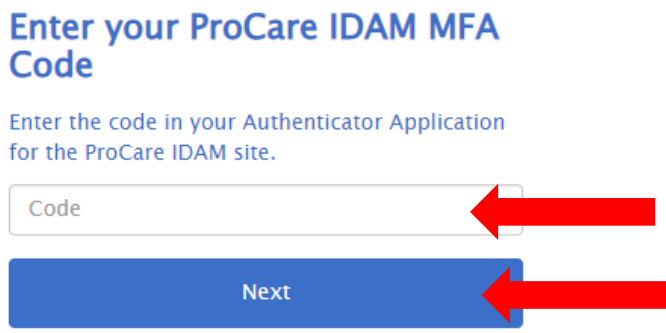 Enter your ProCare IDAM MFA
Code
Enter the code in your Authenticator Application
for the ProCare IDAM site.
Code
Next